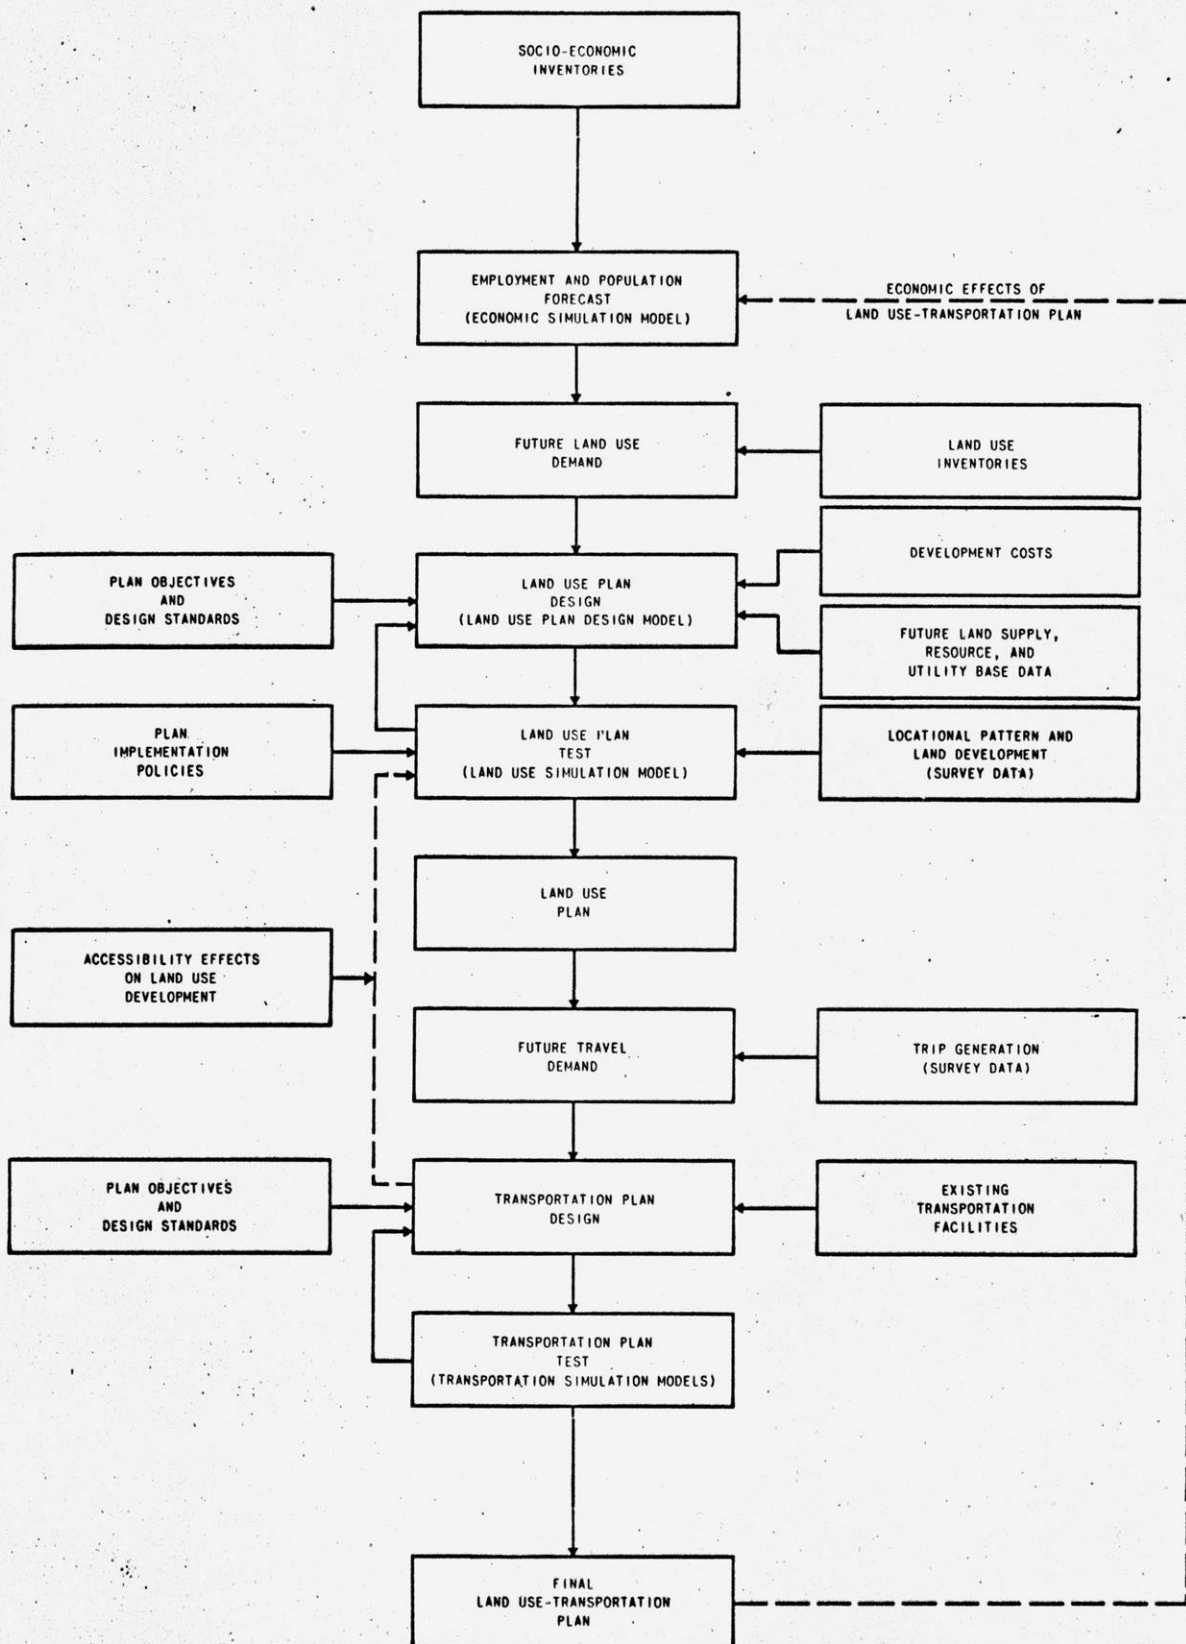 SOCIO-ECONOMIC
INVENTORIES
EMPLOYMENT AND POPULATION
FORECAST
(ECONOMIC SIMULATION MODEL)
ECONOMIC EFFECTS OF
LAND USE-TRANSPORTATION PLAN
FUTURE LAND USE
DEMAND
LAND USE
INVENTORIES
DEVELOPMENT COSTS
PLAN OBJECTIVES
AND
DESIGN STANDARDS
LAND USE PLAN
DESIGN
(LAND USE PLAN DESIGN MODEL)
FUTURE LAND SUPPLY,
RESOURCE, AND
UTILITY BASE DATA
PLAN
IMPLEMENTATION
POLICIES
LAND USE PLAN
TEST
(LAND USE SIMULATION MODEL)
LOCATIONAL PATTERN AND
LAND DEVELOPMENT
(SURVEY DATA)
LAND USE
PLAN
ACCESSIBILITY EFFECTS
ON LAND USE
DEVELOPMENT
FUTURE TRAVEL
DEMAND
TRIP GENERATION
(SURVEY DATA)
PLAN OBJECTIVES
AND
DESIGN STANDARDS
TRANSPORTATION PLAN
DESIGN
EXISTING
TRANSPORTATION
FACILITIES
TRANSPORTATION PLAN
TEST
(TRANSPORTATION SIMULATION MODELS)
FINAL
LAND USE-TRANSPORTATION
PLAN